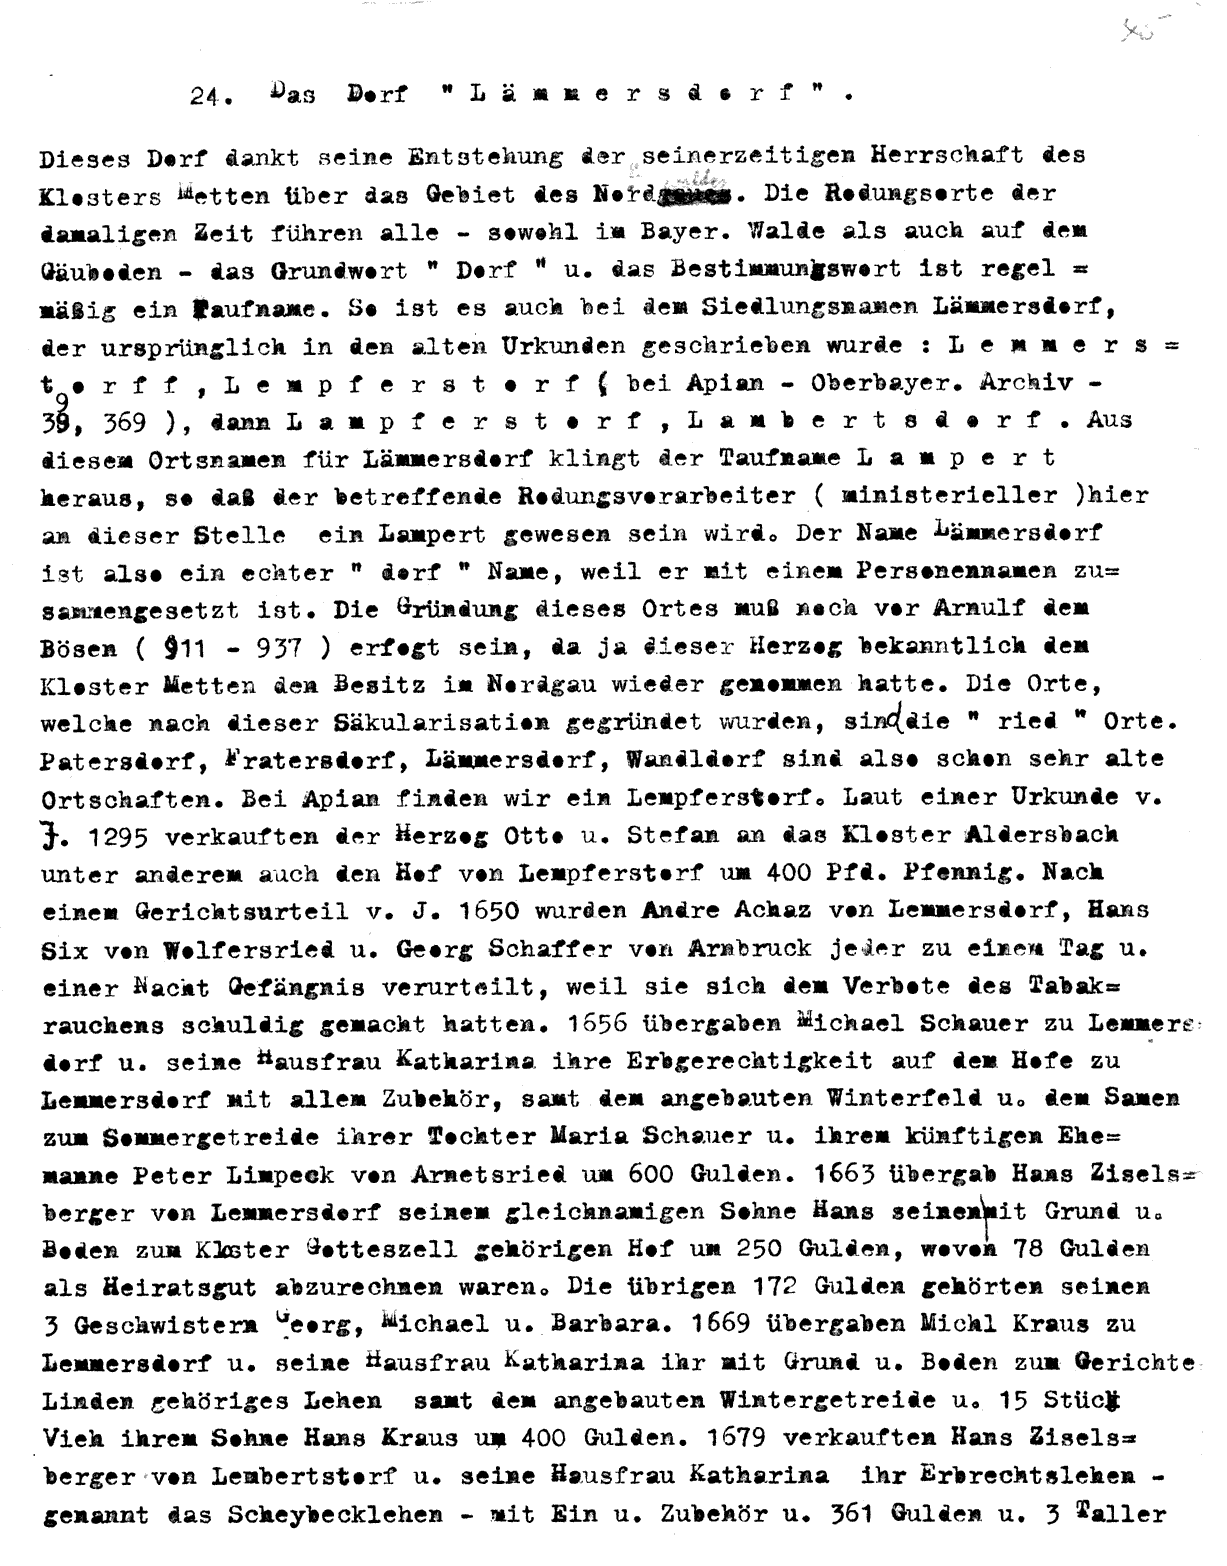 24. Das Dorf " L ä m m e r s d o r f " .
Dieses Dorf dankt seine Entstehung der seinerzeitigen Herrschaft des
Klosters Metten über das Gebiet des Nordwaldes. Die Rodungsorte der
damaligen Zeit führen alle - sowohl im Bayer. Walde als auch auf dem
Gäuboden - das Grundwort " Dorf " u. das Bestimmungswort ist regel =
mäßig ein Taufname. So ist es auch bei dem Siedlungsnamen Lämmersdorf,
der ursprünglich in den alten Urkunden geschrieben wurde : L e m m e r s =
t o r f f , L e m p f e r s t o r f ( bei Apian - Oberbayer. Archiv -
39, 369 ), dann L a m p f e r s t o r f , L a m b e r t s d o r f . Aus
diesem Ortsnamen für Lämmersdorf klingt der Taufname L a m p e r t
heraus, so daß der betreffende Rodungsvorarbeiter ( ministerieller )hier
an dieser Stelle ein Lampert gewesen sein wird. Der Name Lämmersdorf
ist also ein echter " dorf " Name, weil er mit einem Personennamen zu=
sammengesetzt ist. Die Gründung dieses Ortes muß noch vor Arnulf dem
Bösen ( 911 - 937 ) erfogt sein, da ja dieser Herzog bekanntlich dem
Kloster Metten den Besitz im Nordgau wieder genommen hatte. Die Orte,
welche nach dieser Säkularisation gegründet wurden, sind die " ried " Orte.
Patersdorf, Fratersdorf, Lämmersdorf, Wandldorf sind also schon sehr alte
Ortschaften. Bei Apian finden wir ein Lempferstorf. Laut einer Urkunde v.
J. 1295 verkauften der Herzog Otto u. Stefan an das Kloster Aldersbach
unter anderem auch den Hof von Lempferstorf um 400 Pfd. Pfennig. Nach
einem Gerichtsurteil v. J. 1650 wurden Andre Achaz von Lemmersdorf, Hans
Six von Wolfersried u. Georg Schaffer von Arnbruck jeder zu einem Tag u.
einer Nacht Gefängnis verurteilt, weil sie sich dem Verbote des Tabak=
rauchens schuldig gemacht hatten. 1656 übergaben Michael Schauer zu Lemmers=
dorf u. seine Hausfrau Katharina ihre Erbgerechtigkeit auf dem Hofe zu
Lemmersdorf mit allem Zubehör, samt dem angebauten Winterfeld u. dem Samen
zum Sommergetreide ihrer Tochter Maria Schauer u. ihrem künftigen Ehe=
manne Peter Limpeck von Arnetsried um 600 Gulden. 1663 übergab Hans Zisels=
berger von Lemmersdorf seinem gleichnamigen Sohne Hans seinen mit Grund u.
Boden zum Kloster Gotteszell gehörigen Hof um 250 Gulden, wovon 78 Gulden
als Heiratsgut abzurechnen waren. Die übrigen 172 Gulden gehörten seinen
3 Geschwistern Georg, Michael u. Barbara. 1669 übergaben Michl Kraus zu
Lemmersdorf u. seine Hausfrau Katharina ihr mit Grund u. Boden zum Gerichte
Linden gehöriges Lehen samt dem angebauten Wintergetreide u. 15 Stück
Vieh ihrem Sohne Hans Kraus um 400 Gulden. 1679 verkauften Hans Zisels=
berger von Lembertstorf u. seine Hausfrau Katharina ihr Erbrechtslehen -
genannt das Scheybecklehen - mit Ein u. Zubehör u. 361 Gulden u. 3 Taller